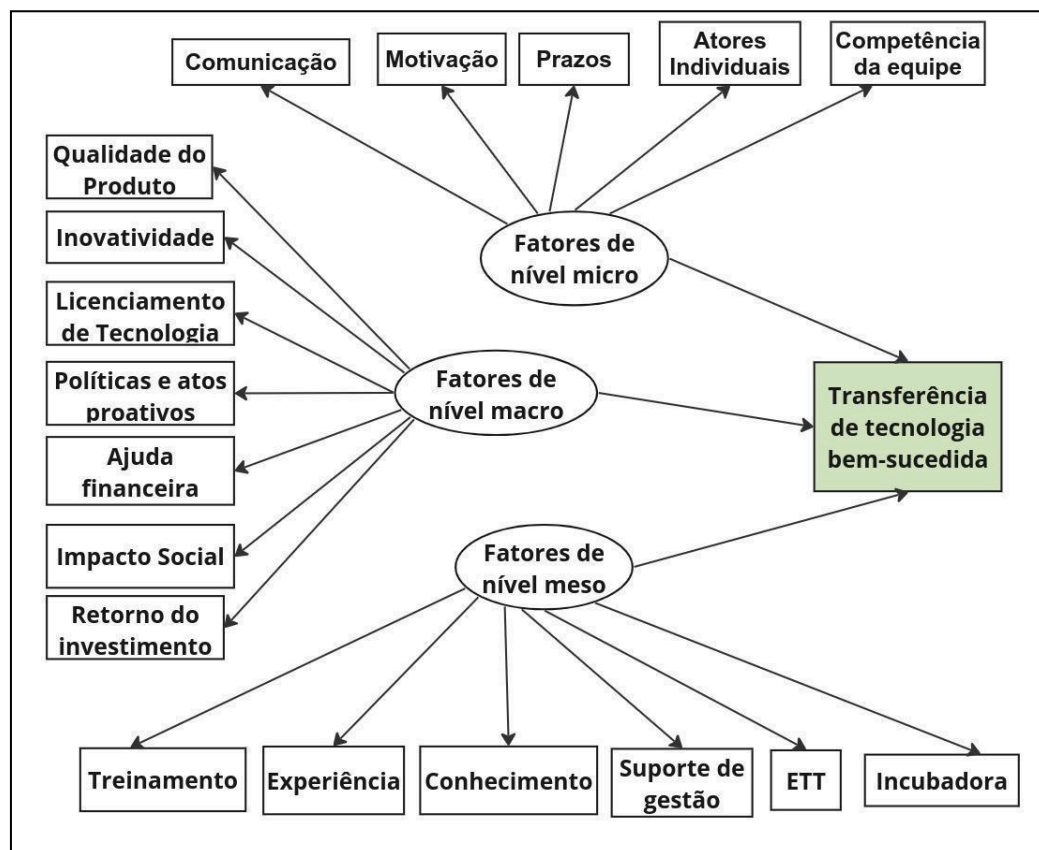 Comunicação
Motivação
Prazos
Atores
Individuais
Competência
da equipe
Qualidade do
Produto
Inovatividade
Licenciamento
de Tecnologia
Políticas e atos
proativos
Ajuda
financeira
Impacto Social
Retorno do
investimento
Fatores de
nível micro
Fatores de
nível macro
Fatores de
nível meso
Transferência
de tecnologia
bem-sucedida
Treinamento
Experiência
Conhecimento
Suporte de
gestão
ETT
Incubadora